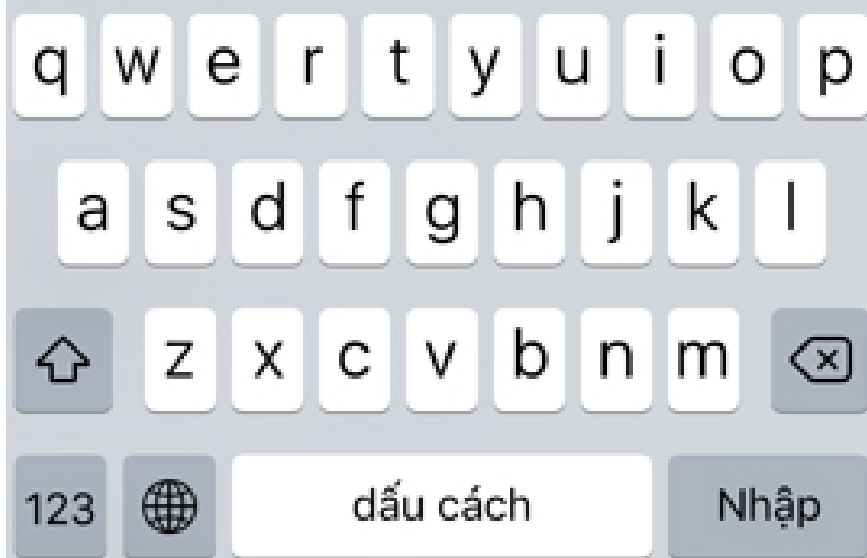 q w e r t y u i o p
a s d f g h j k l
z x c v b n m
123 dấu cách Nhập